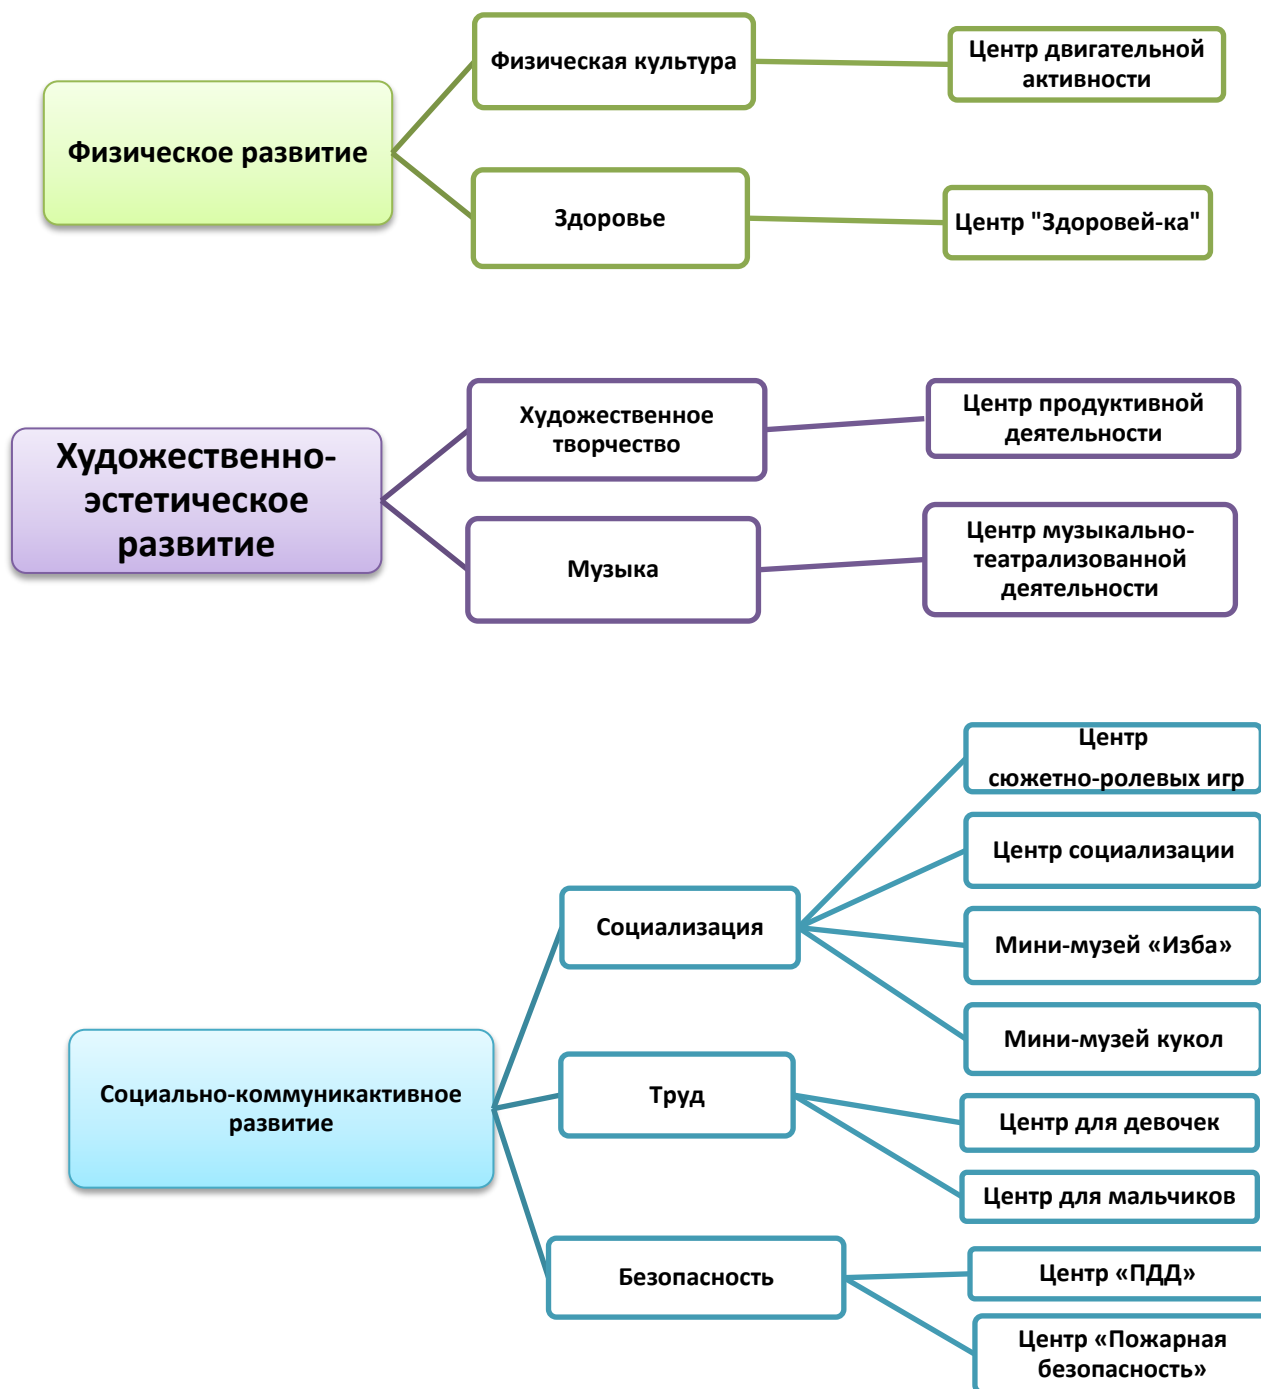 Физическая культура
Центр двигательной
активности
Физическое развитие
Здоровье
Центр "Здоровей-ка"
Художественное
творчество
Центр продуктивной
деятельности
Художественно-
эстетическое
развитие
Музыка
Центр музыкально-
театрализованной
деятельности
Центр
сюжетно-ролевых игр
Центр социализации
Социализация
Мини-музей «Изба»
Мини-музей кукол
Социально-коммуникактивное
развитие
Труд
Центр для девочек
Центр для мальчиков
Безопасность
Центр «ПДД»
Центр «Пожарная
безопасность»